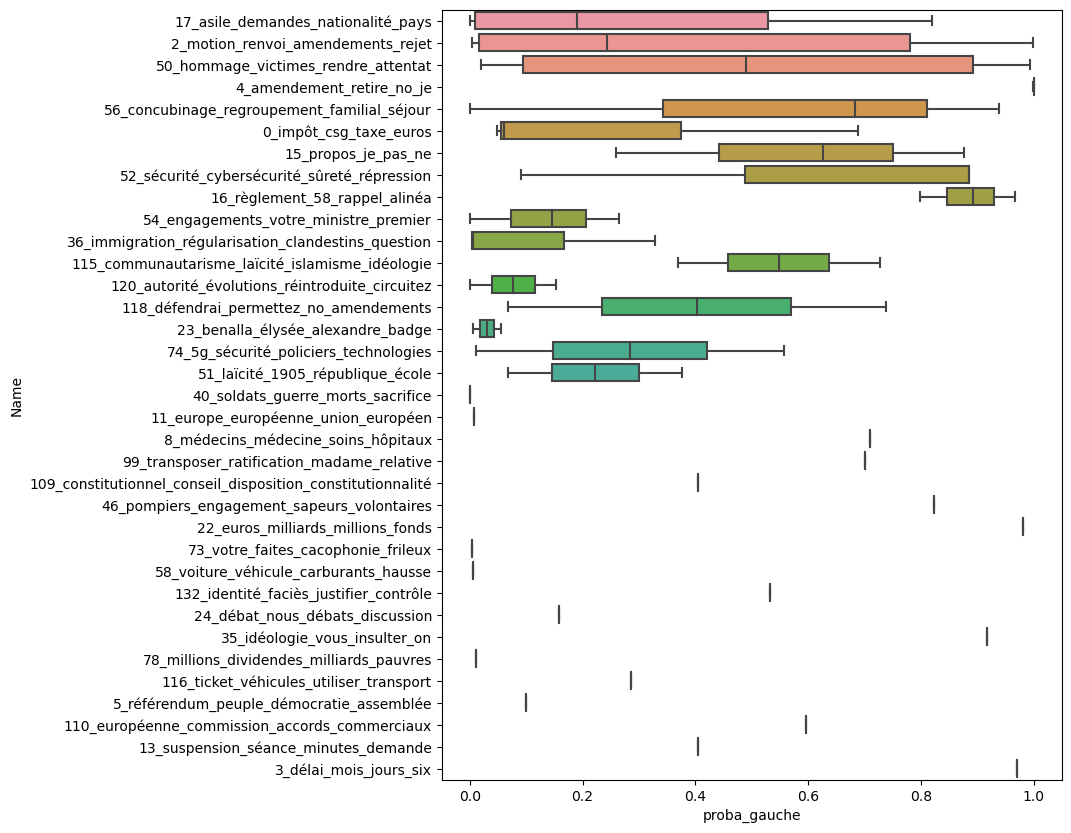 17_asile_demandes_nationalité_pays
2_motion_renvoi_amendements_rejet
50_hommage_victimes_rendre_attentat
4_amendement_retire_no_je
56_concubinage_regroupement_familial_séjour
0_impôt_csg_taxe_euros
15_propos_je_pas_ne
52_sécurité_cybersécurité_sûreté_répression
16_règlement_58_rappel_alinéa
54_engagements_votre_ministre_premier
36_immigration_régularisation_clandestins_question
115_communautarisme_laïcité_islamisme_idéologie
120_autorité_évolutions_réintroduite_circuitez
118_défendrai_permettez_no_amendements
23_benalla_élysée_alexandre_badge
74_5g_sécurité_policiers_technologies
51_laïcité_1905_république_école
40_soldats_guerre_morts_sacrifice
11_europe_européenne_union_européen
8_médecins_médecine_soins_hôpitaux
99_transposer_ratification_madame_relative
109_constitutionnel_conseil_disposition_constitutionnalité
46_pompiers_engagement_sapeurs_volontaires
22_euros_milliards_millions_fonds
73_votre_faites_cacophonie_frileux
58_voiture_véhicule_carburants_hausse
132_identité_faciès_justifier_contrôle
24_débat_nous_débats_discussion
35_idéologie_vous_insulter_on
78_millions_dividendes_milliards_pauvres
116_ticket_véhicules_utiliser_transport
5_référendum_peuple_démocratie_assemblée
110_européenne_commission_accords_commerciaux
13_suspension_séance_minutes_demande
3_délai_mois_jours_six
Name
0.0 0.2 0.4 0.6 0.8 1.0
proba_gauche